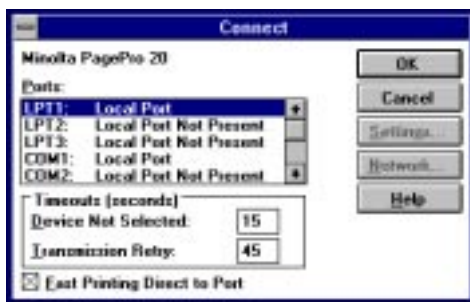 Connect
Minolta PagePro 20
Ports:
LPT1: Local Port
LPT2: Local Port Not Present
LPT3: Local Port Not Present
COM1: Local Port
COM2: Local Port Not Present
Timeouts (seconds)
Device Not Selected: 15
Transmission Retry: 45
Fast Printing Direct to Port
OK
Cancel
Settings...
Network...
Help